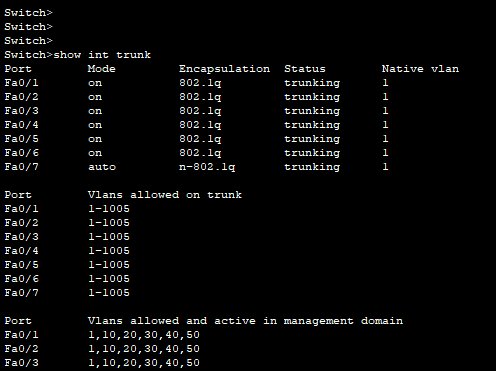 Switch>
Switch>
Switch>
Switch>show int trunk
Port        Mode         Encapsulation  Status        Native vlan
Fa0/1       on           802.1q         trunking      1
Fa0/2       on           802.1q         trunking      1
Fa0/3       on           802.1q         trunking      1
Fa0/4       on           802.1q         trunking      1
Fa0/5       on           802.1q         trunking      1
Fa0/6       on           802.1q         trunking      1
Fa0/7       auto         n-802.1q       trunking      1
Port        Vlans allowed on trunk
Fa0/1       1-1005
Fa0/2       1-1005
Fa0/3       1-1005
Fa0/4       1-1005
Fa0/5       1-1005
Fa0/6       1-1005
Fa0/7       1-1005
Port        Vlans allowed and active in management domain
Fa0/1       1,10,20,30,40,50
Fa0/2       1,10,20,30,40,50
Fa0/3       1,10,20,30,40,50